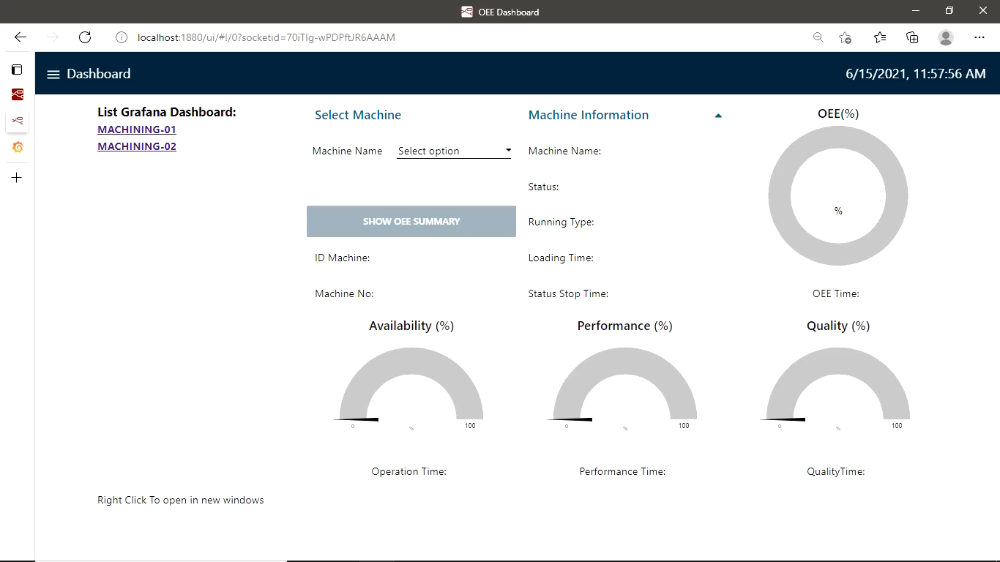 OEE Dashboard
localhost:1880/ui/#!/0?socketid=70iTIg-wPDPftJR6AAAM
Dashboard
6/15/2021, 11:57:56 AM
List Grafana Dashboard:
MACHINING-01
MACHINING-02
Select Machine
Machine Name Select option
SHOW OEE SUMMARY
ID Machine:
Machine No:
Machine Information
Machine Name:
Status:
Running Type:
Loading Time:
Status Stop Time:
OEE(%)
%
OEE Time:
Availability (%)
0 % 100
Operation Time:
Performance (%)
0 % 100
Performance Time:
Quality (%)
0 % 100
QualityTime:
Right Click To open in new windows